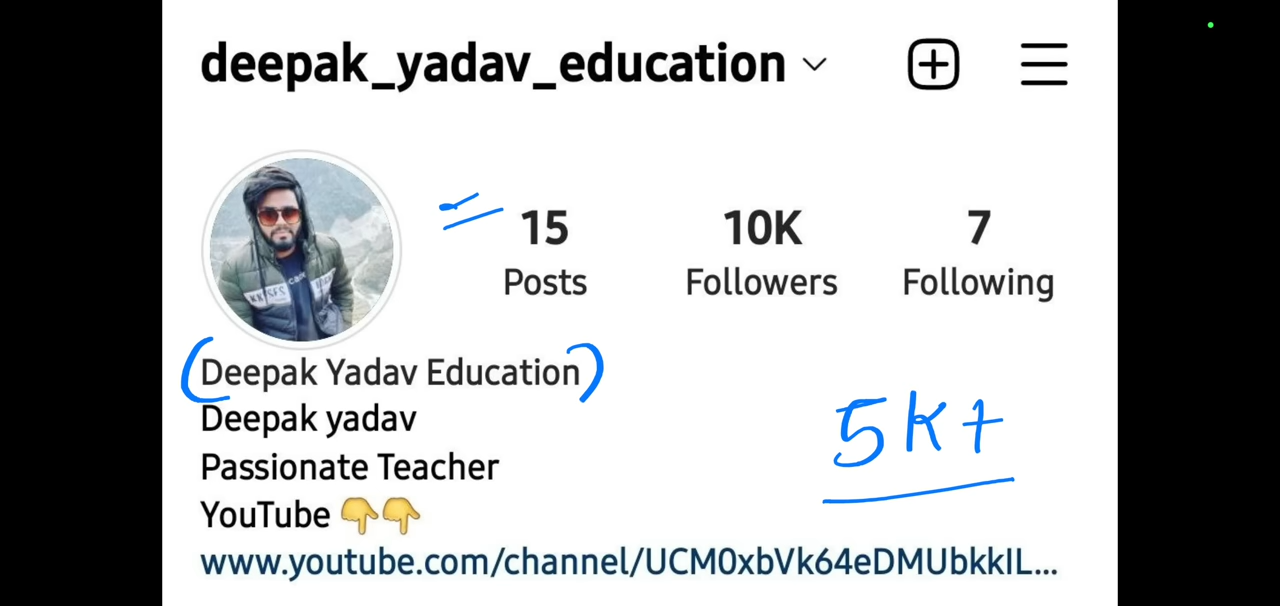 deepak_yadav_education
15 10K 7
Posts Followers Following
Deepak Yadav Education
Deepak yadav
5K+
Passionate Teacher
YouTube 👇👇
www.youtube.com/channel/UCM0xbVk64eDMUbkkIL...